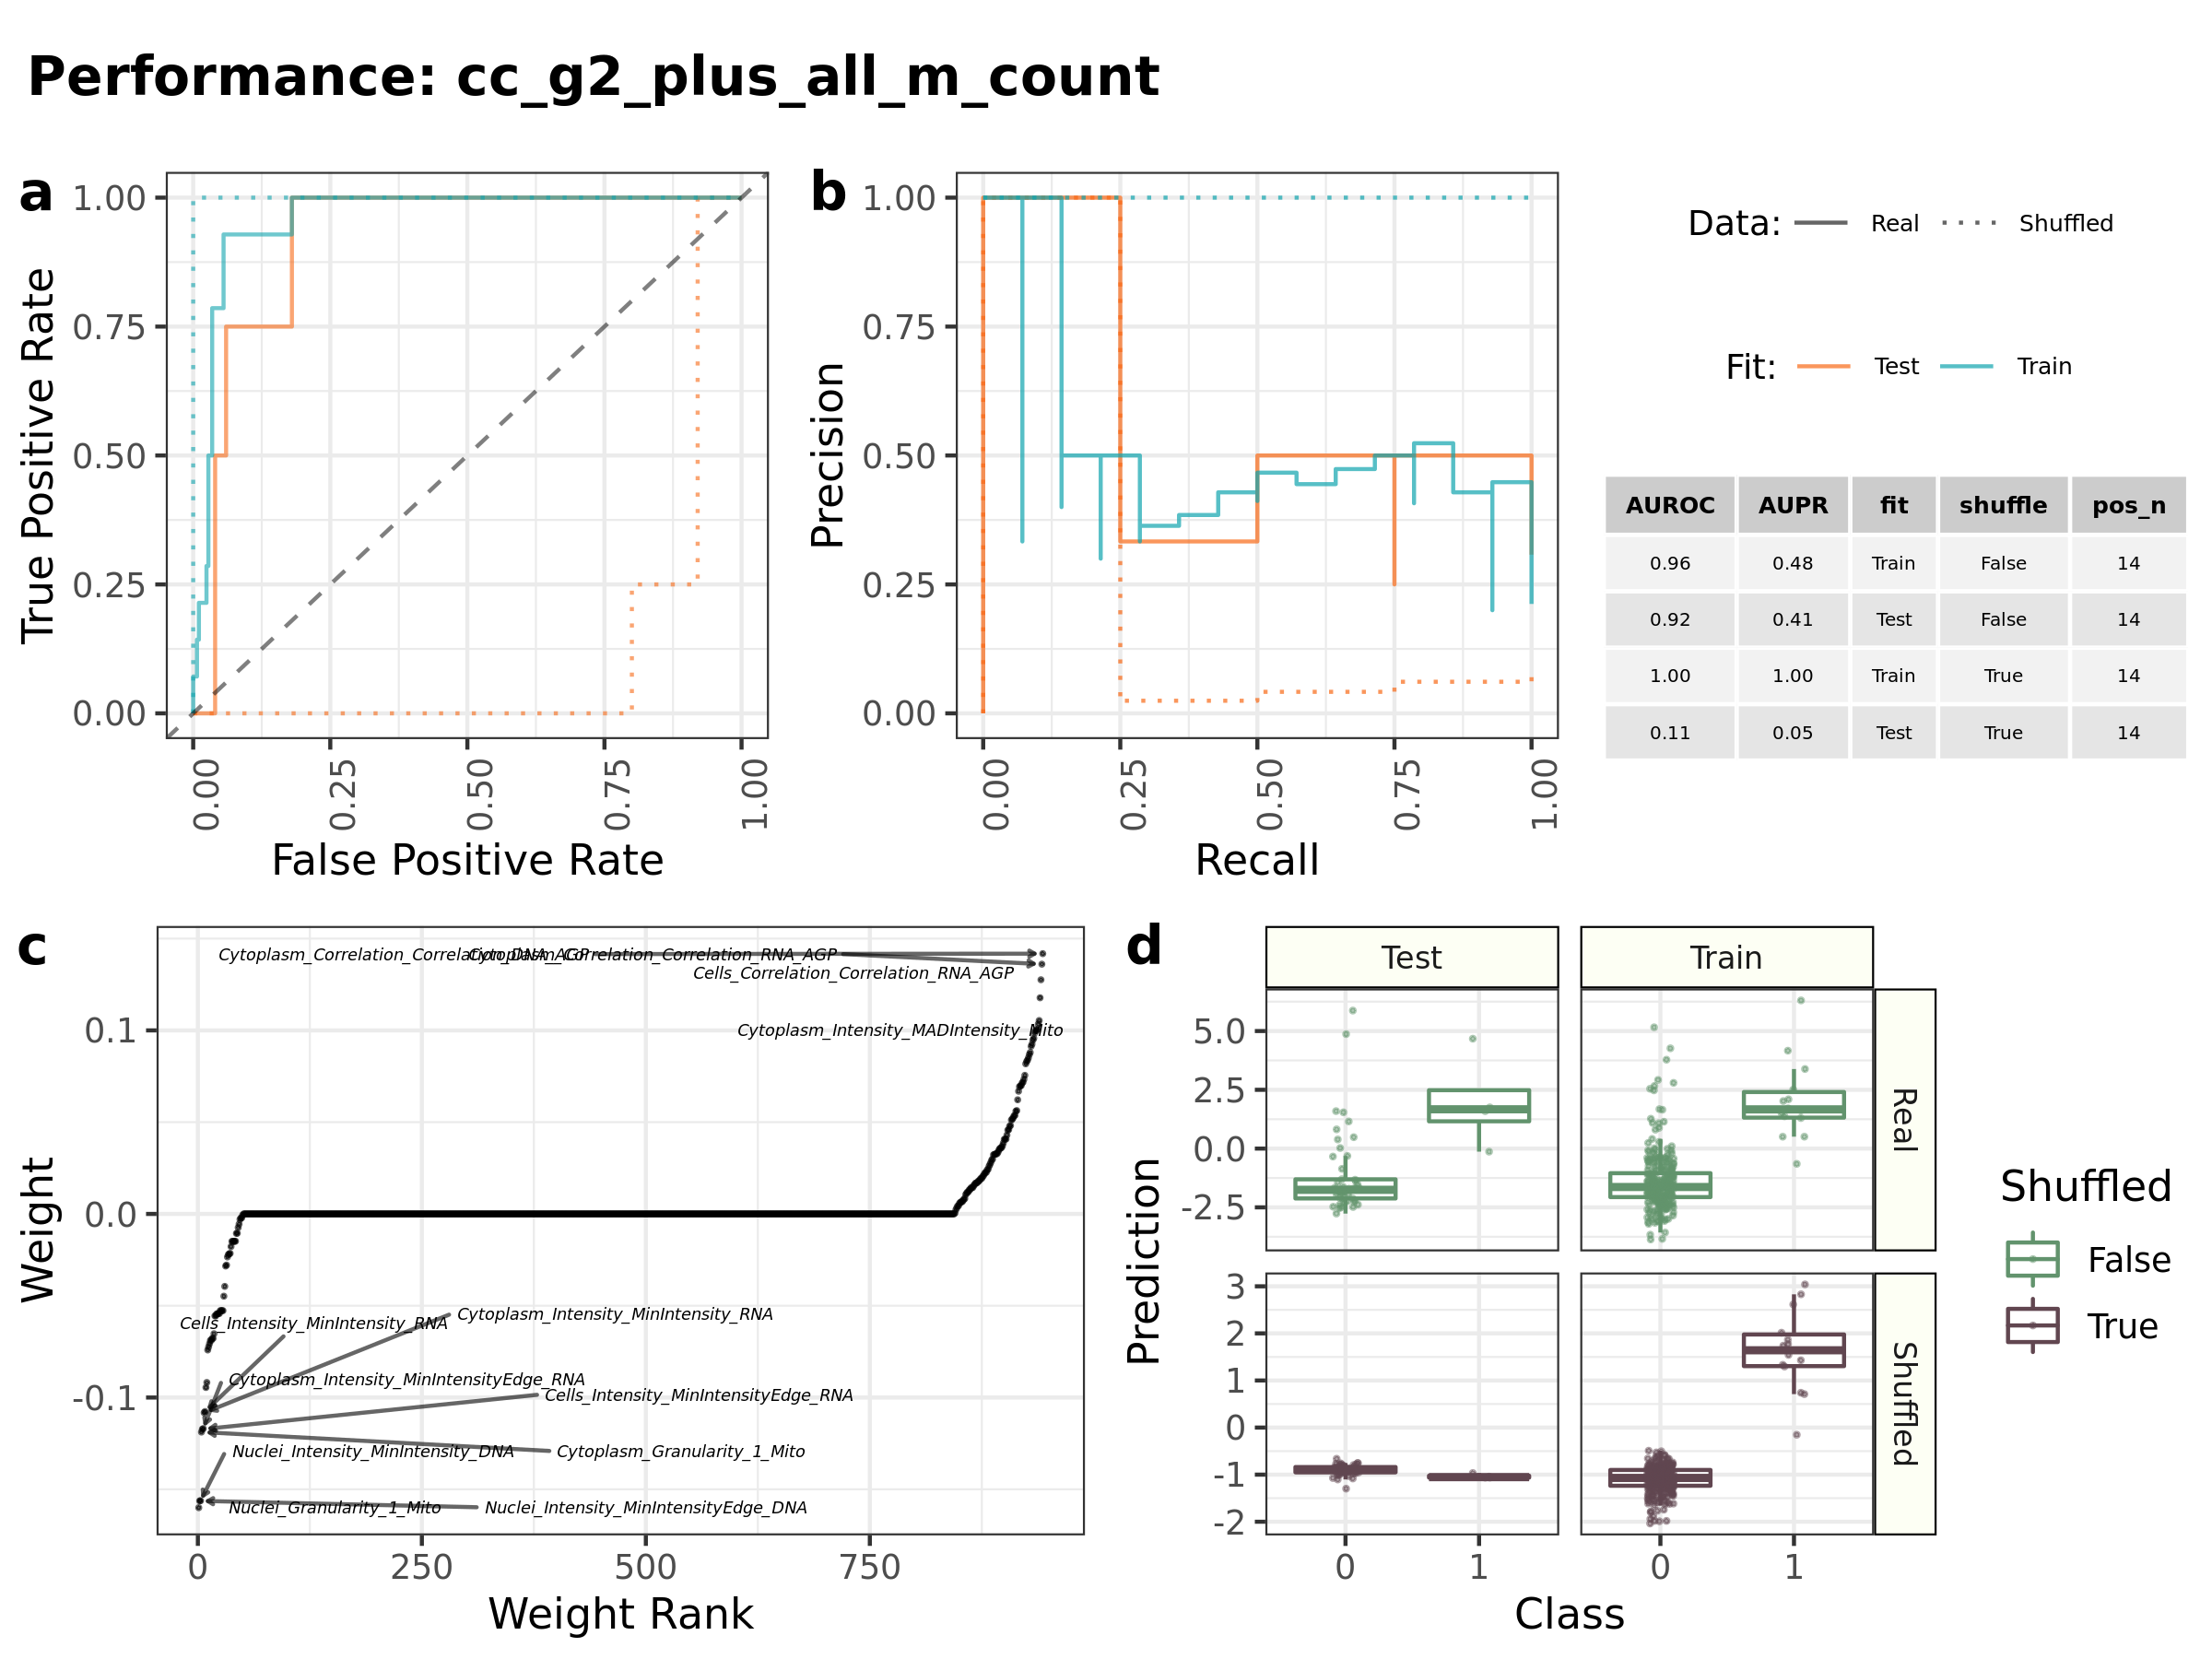 Performance: cc_g2_plus_all_m_count
a
1.00
0.75
0.50
0.25
0.00
True Positive Rate
0.00 0.25 0.50 0.75 1.00
False Positive Rate
b
1.00
0.75
0.50
0.25
0.00
Precision
0.00 0.25 0.50 0.75 1.00
Recall
Data: Real Shuffled
Fit: Test Train
AUROC AUPR fit shuffle pos_n
0.96 0.48 Train False 14
0.92 0.41 Test False 14
1.00 1.00 Train True 14
0.11 0.05 Test True 14
c
Cytoplasm_Correlation_Correlation_DNA_AGP
Cytoplasm_Correlation_Correlation_RNA_AGP
Cells_Correlation_Correlation_RNA_AGP
Cytoplasm_Intensity_MADIntensity_Mito
Cytoplasm_Intensity_MinIntensity_RNA
Cells_Intensity_MinIntensity_RNA
Cytoplasm_Intensity_MinIntensityEdge_RNA
Cells_Intensity_MinIntensityEdge_RNA
Nuclei_Intensity_MinIntensity_DNA
Cytoplasm_Granularity_1_Mito
Nuclei_Granularity_1_Mito
Nuclei_Intensity_MinIntensityEdge_DNA
0.1
0.0
-0.1
Weight
0 250 500 750
Weight Rank
d
Test Train
5.0
2.5
0.0
-2.5
Real
3
2
1
0
-1
-2
Shuffled
Prediction
0 1 0 1
Class
Shuffled
False
True